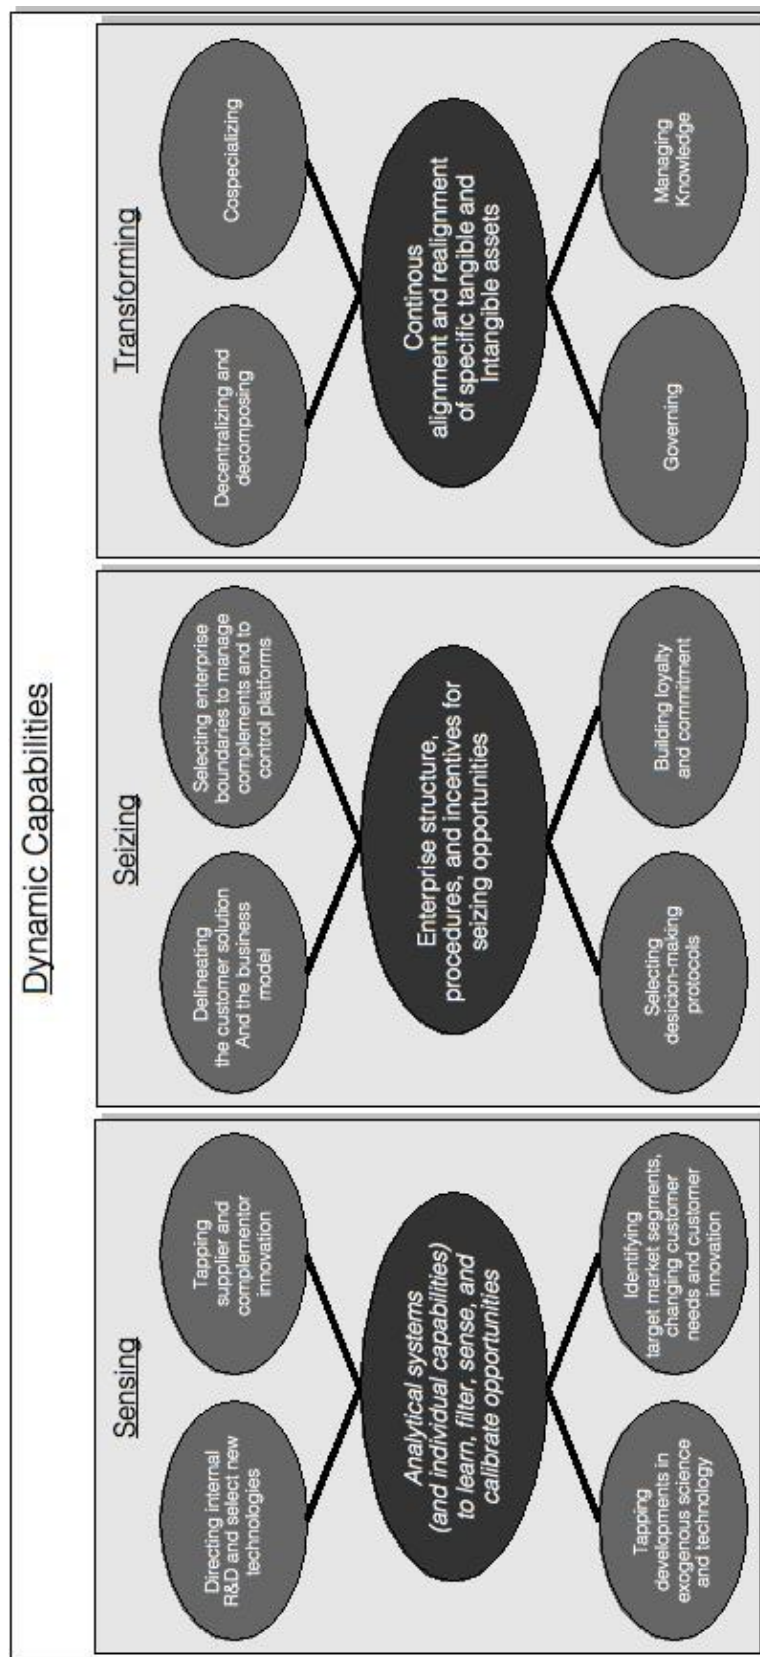 Dynamic Capabilities
Sensing
Directing internal
R&D and select new
technologies
Tapping
supplier and
complementor
innovation
Analytical systems
(and individual capabilities)
to learn, filter, sense, and
calibrate opportunities
Tapping
developments in
exogenous science
and technology
Identifying
target market segments,
changing customer
needs and customer
innovation
Seizing
Delineating
the customer solution
And the business
model
Selecting enterprise
boundaries to manage
complements and to
control platforms
Enterprise structure,
procedures, and incentives for
seizing opportunities
Selecting
desicion-making
protocols
Building loyalty
and commitment
Transforming
Decentralizing and
decomposing
Cospecializing
Continous
alignment and realignment
of specific tangible and
Intangible assets
Governing
Managing
Knowledge